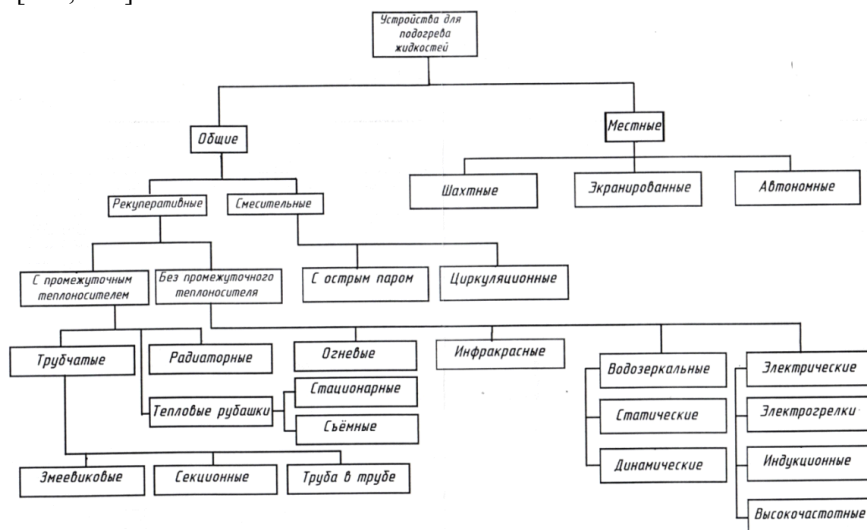 Устройства для
подогрева
жидкостей
Общие
Местные
Шахтные
Экранированные
Автономные
Рекуперативные
Смесительные
С промежуточным
теплоносителем
Без промежуточного
теплоносителя
С острым паром
Циркуляционные
Трубчатые
Радиаторные
Огневые
Инфракрасные
Водозеркальные
Электрические
Тепловые рубашки
Стационарные
Съёмные
Статические
Электрогрелки
Змеевиковые
Секционные
Труба в трубе
Динамические
Индукционные
Высокочастотные